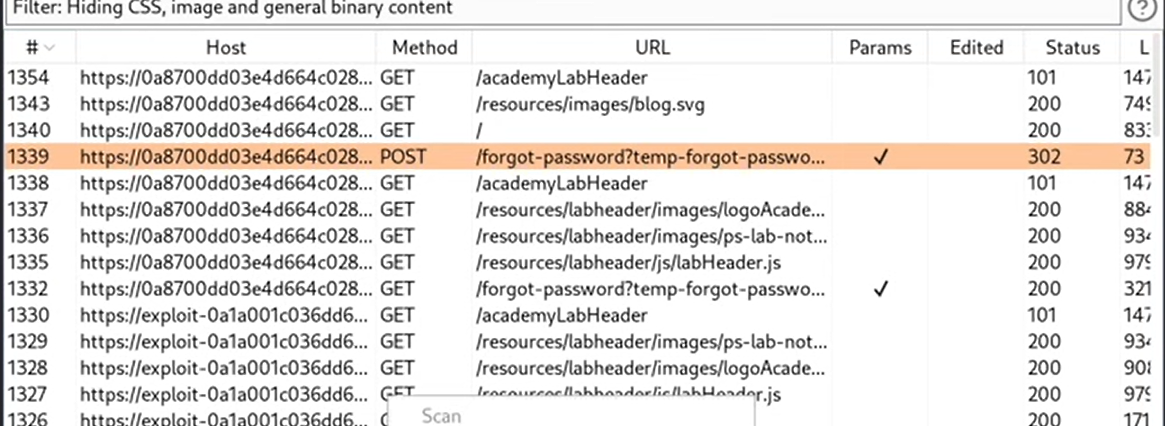 Filter: Hiding CSS, image and general binary content ?
# Host Method URL Params Edited Status L
1354 https://0a8700dd03e4d664c028... GET /academyLabHeader 101 147
1343 https://0a8700dd03e4d664c028... GET /resources/images/blog.svg 200 749
1340 https://0a8700dd03e4d664c028... GET / 200 833
1339 https://0a8700dd03e4d664c028... POST /forgot-password?temp-forgot-passwo... ✓ 302 73
1338 https://0a8700dd03e4d664c028... GET /academyLabHeader 101 147
1337 https://0a8700dd03e4d664c028... GET /resources/labheader/images/logoAcade... 200 884
1336 https://0a8700dd03e4d664c028... GET /resources/labheader/images/ps-lab-not... 200 934
1335 https://0a8700dd03e4d664c028... GET /resources/labheader/js/labHeader.js 200 979
1332 https://0a8700dd03e4d664c028... GET /forgot-password?temp-forgot-passwo... ✓ 200 321
1330 https://exploit-0a1a001c036dd6... GET /academyLabHeader 101 147
1329 https://exploit-0a1a001c036dd6... GET /resources/labheader/images/ps-lab-not... 200 934
1328 https://exploit-0a1a001c036dd6... GET /resources/labheader/images/logoAcade... 200 908
1327 https://exploit-0a1a001c036dd6... GET /resources/labheader/js/labHeader.js 200 979
1326 https://exploit-0a1a001c036dd6... 200 171
Scan